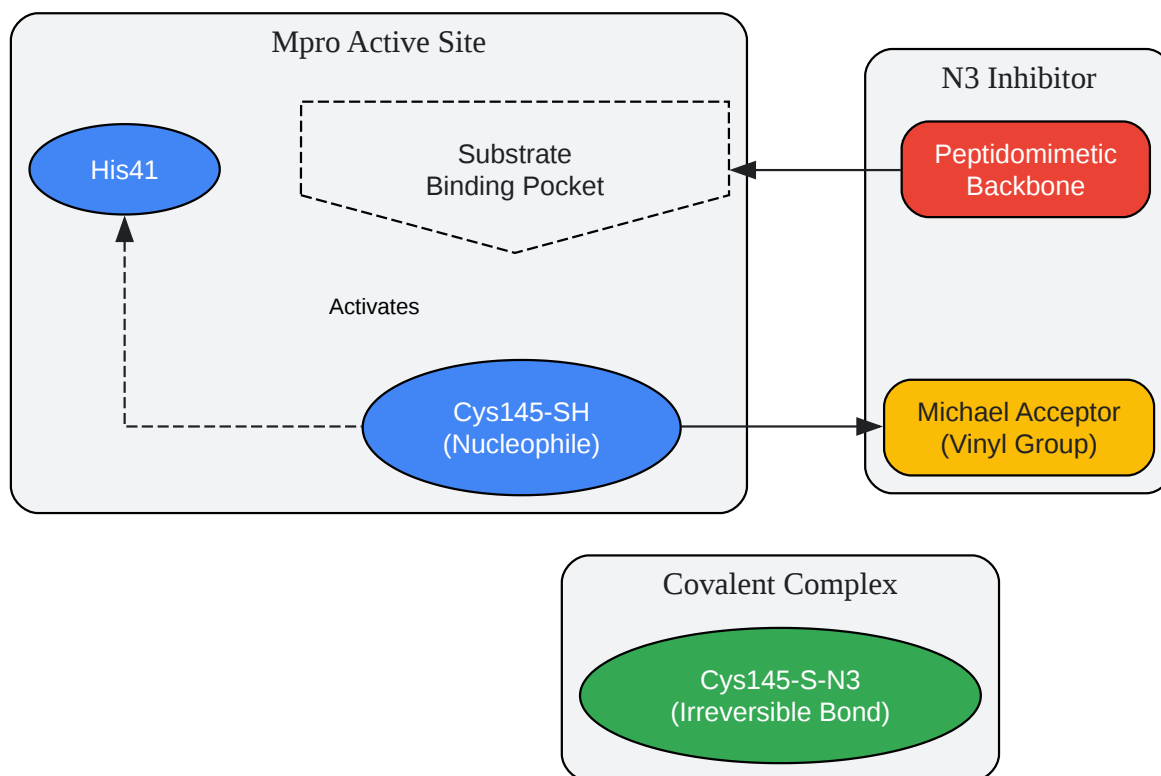 Mpro Active Site
N3 Inhibitor
His41
Substrate
Binding Pocket
Peptidomimetic
Backbone
Activates
Cys145-SH
(Nucleophile)
Michael Acceptor
(Vinyl Group)
Covalent Complex
Cys145-S-N3
(Irreversible Bond)